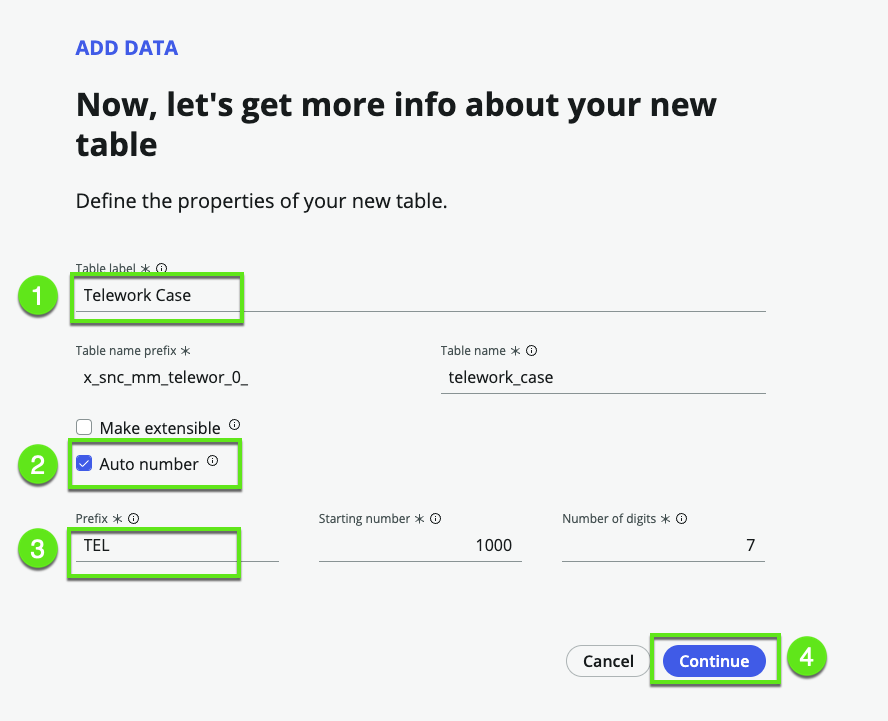 ADD DATA
Now, let's get more info about your new
table
Define the properties of your new table.
Table label *
1
Telework Case
Table name prefix *
Table name *
x_snc_mm_telewor_0_
telework_case
Make extensible
2
Auto number
Prefix *
Starting number *
Number of digits *
3
TEL
1000
7
Cancel
Continue
4